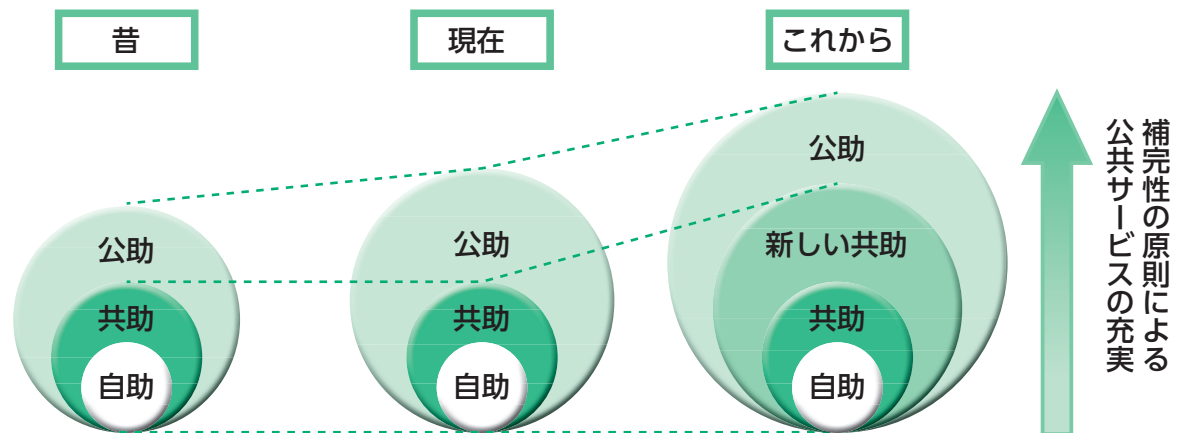 昔
現在
これから
公助
共助
自助
公助
共助
自助
公助
新しい共助
共助
自助
補完性の原則による
公共サービスの充実